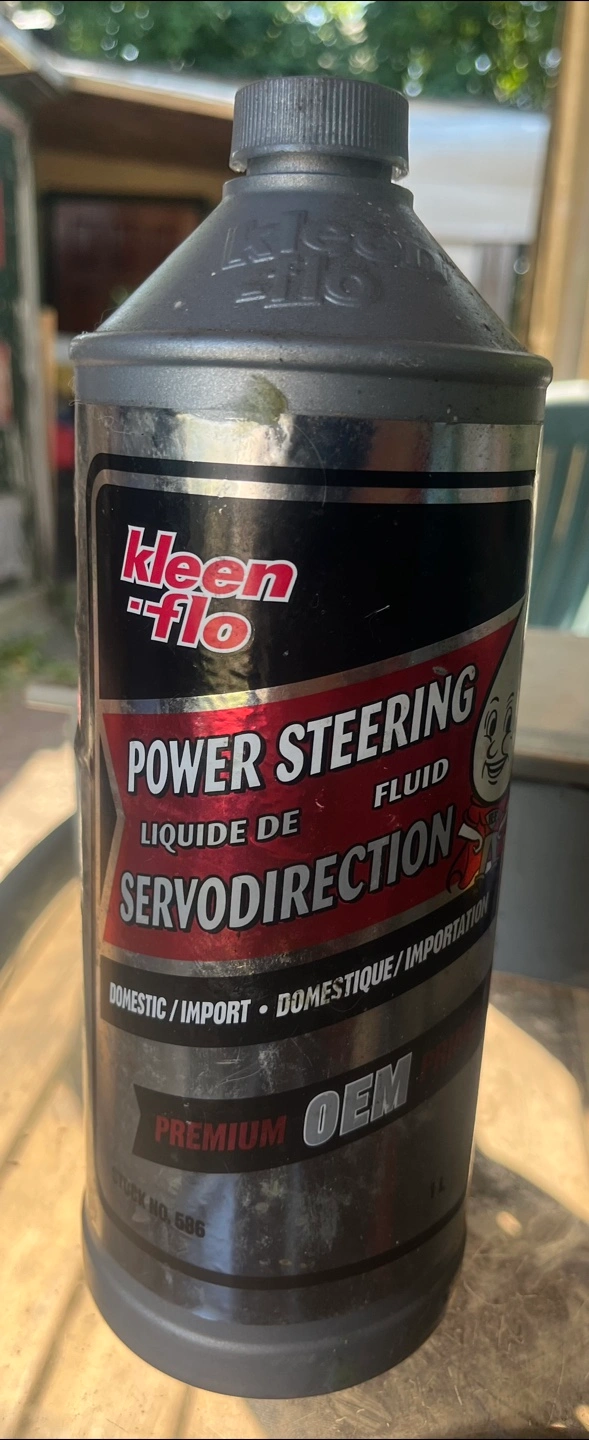 kleen
-flo
kleen
-flo
POWER STEERING
FLUID
LIQUIDE DE
SERVODIRECTION
DOMESTIC / IMPORT • DOMESTIQUE / IMPORTATION
PREMIUM OEM PREMIUM
STOCK NO. 686
1 L